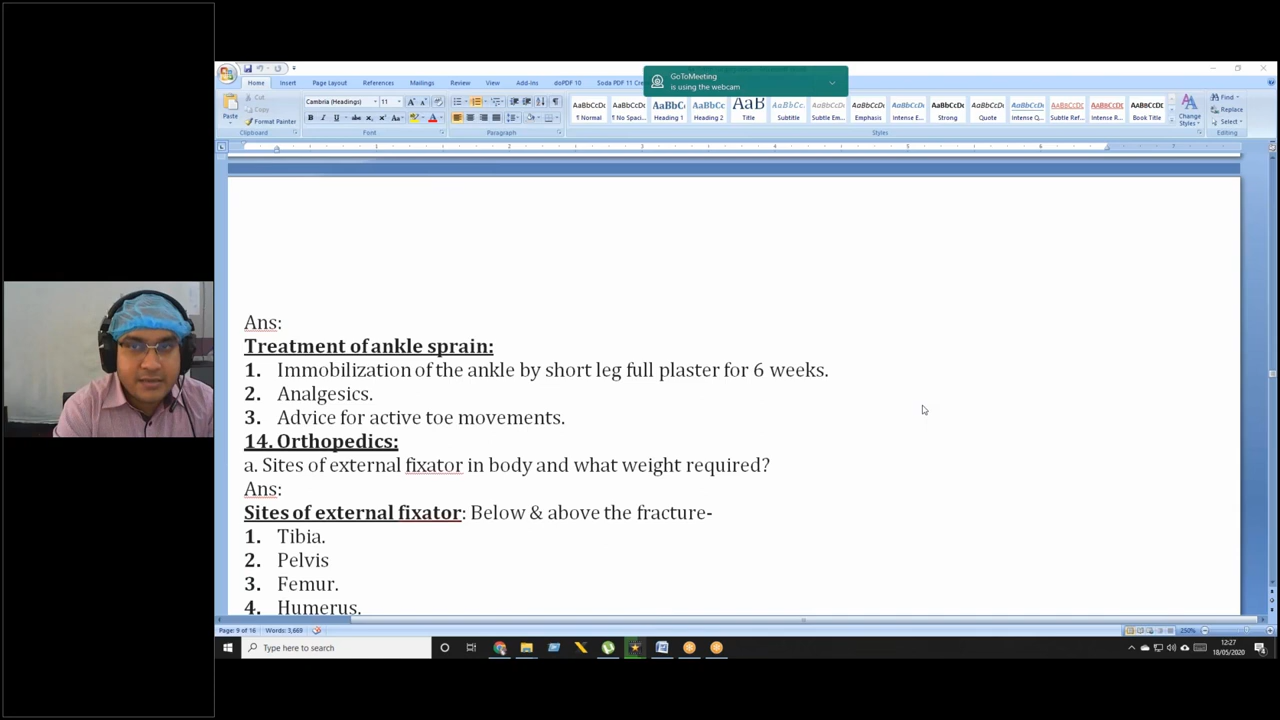 GoToMeeting
is using the webcam
Home Insert Page Layout References Mailings Review View Add-Ins doPDF 10 Soda PDF 11 Cre
Cut
Copy
Format Painter
Paste
Clipboard
Cambria (Headings) 11
Font
Paragraph
¶ Normal
¶ No Spaci...
Heading 1
Heading 2
Title
Subtitle
Subtle Em...
Emphasis
Intense E...
Strong
Quote
Intense Q...
Subtle Ref...
Intense R...
Book Title
Change
Styles
Styles
Find
Replace
Select
Editing
Ans:
Treatment of ankle sprain:
1. Immobilization of the ankle by short leg full plaster for 6 weeks.
2. Analgesics.
3. Advice for active toe movements.
14. Orthopedics:
a. Sites of external fixator in body and what weight required?
Ans:
Sites of external fixator: Below & above the fracture-
1. Tibia.
2. Pelvis
3. Femur.
4. Humerus.
Page: 9 of 16 Words: 3,669 250%
Type here to search
12:27
18/05/2020